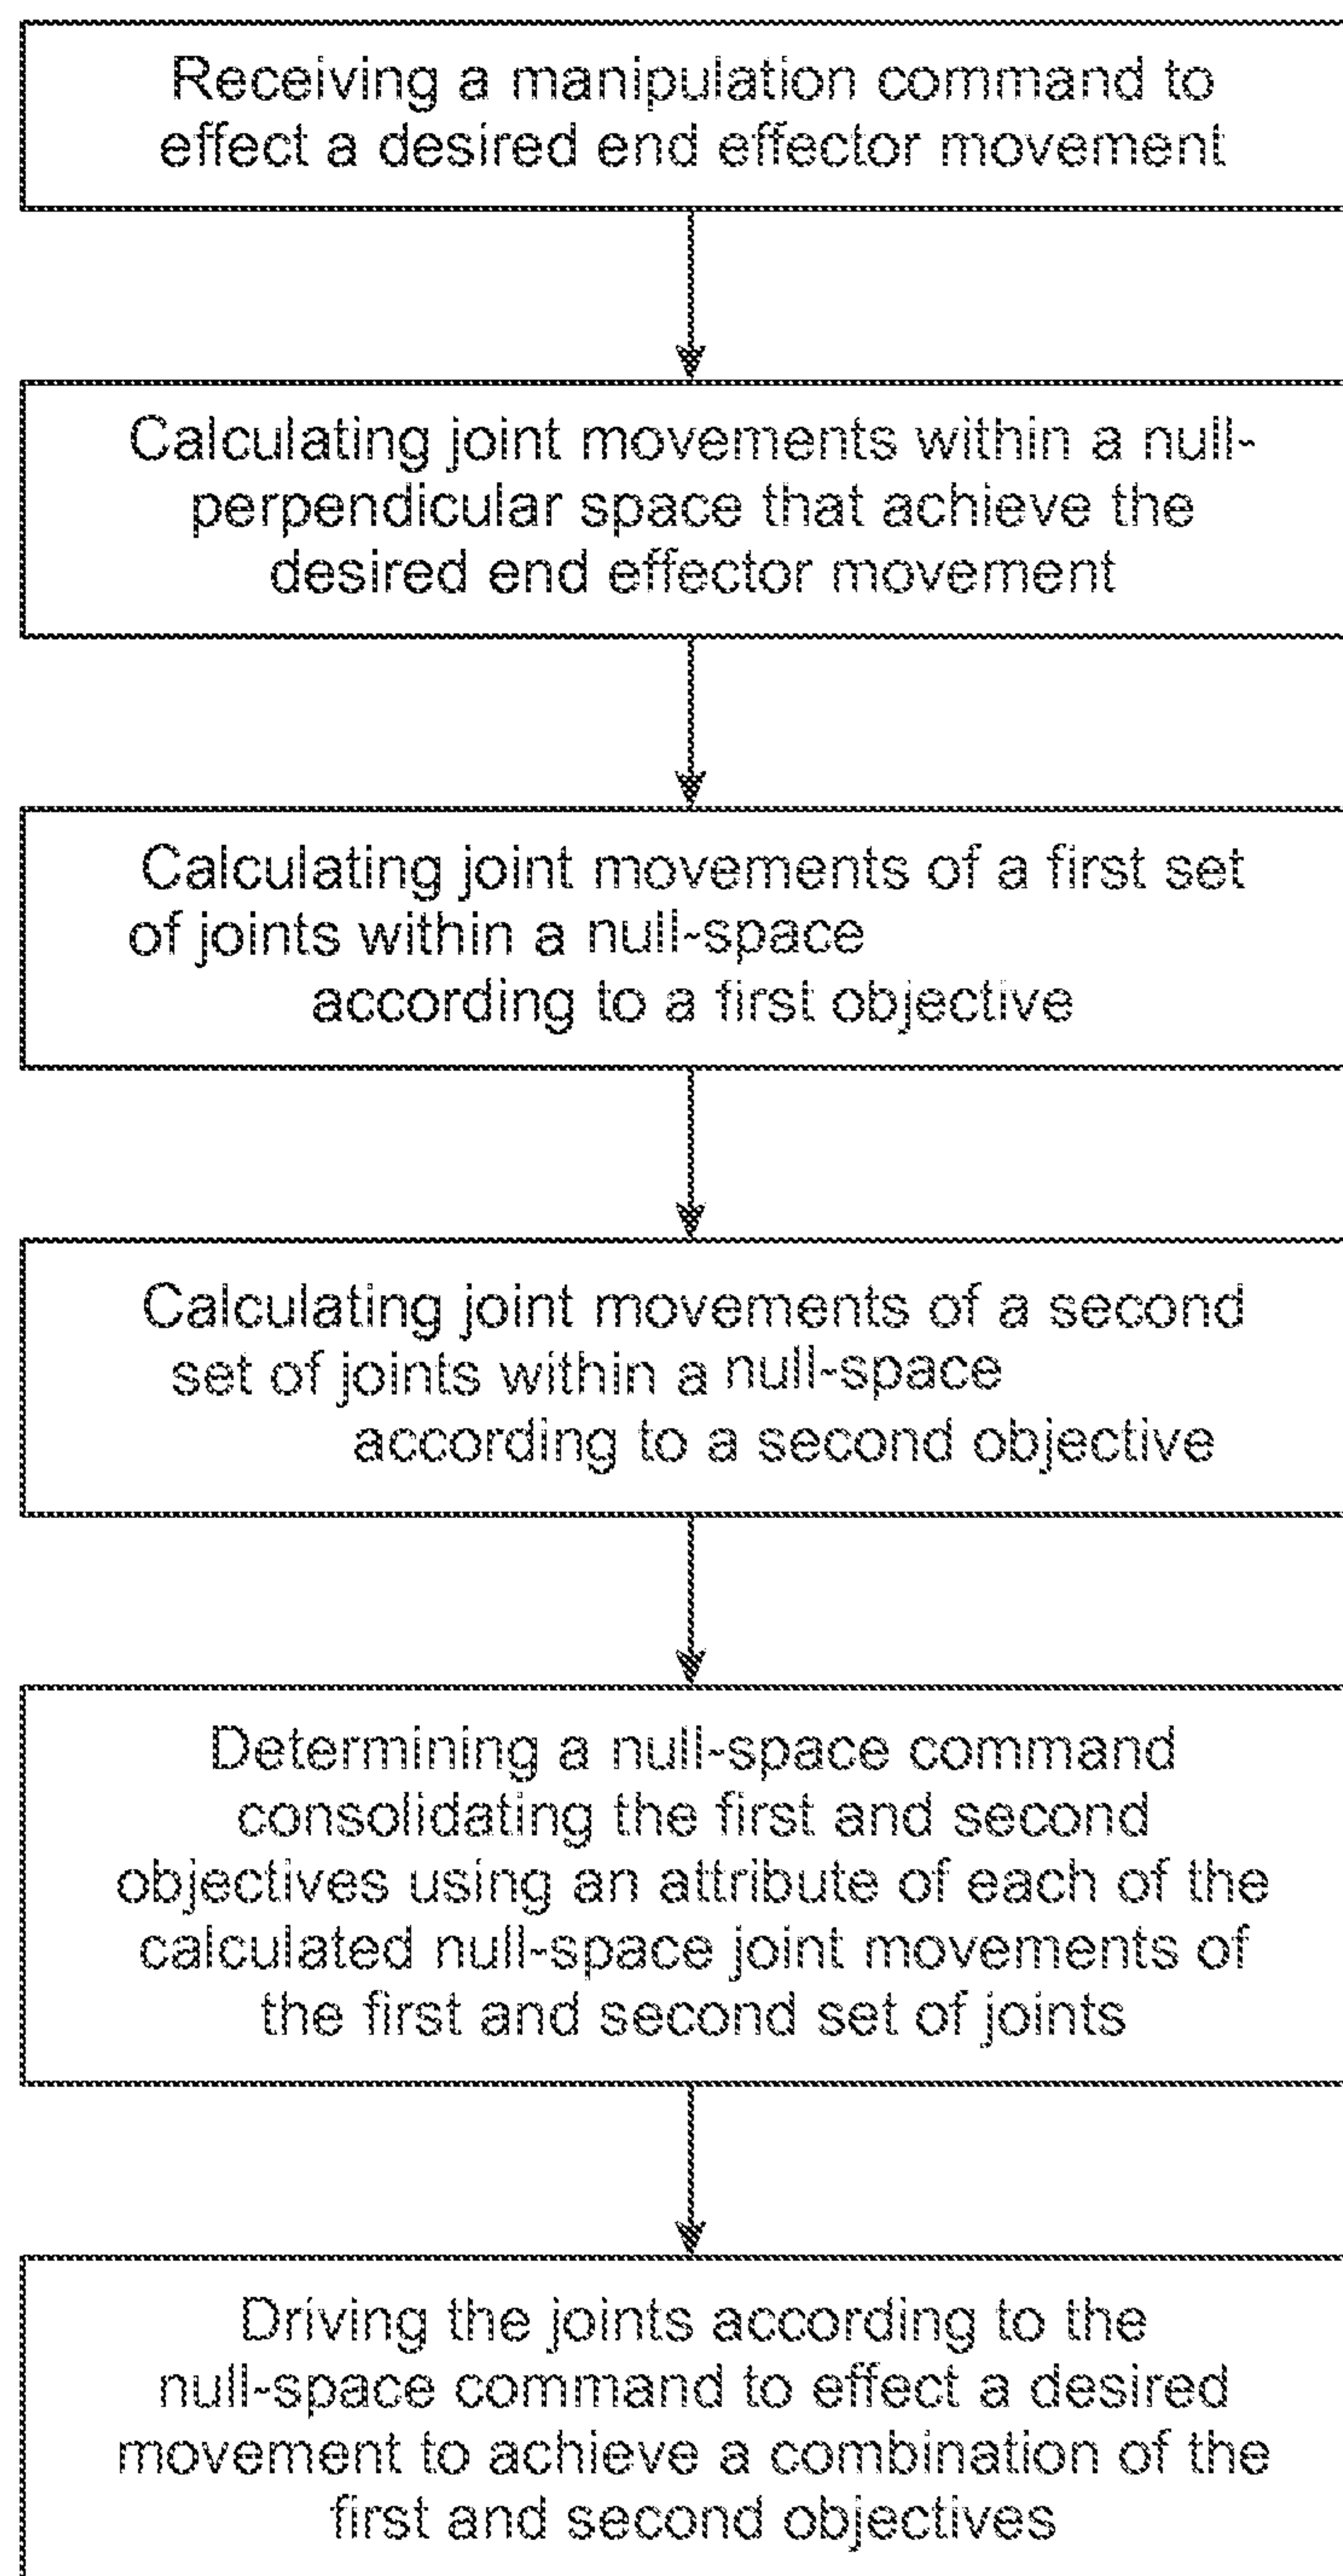 Receiving a manipulation command to
effect a desired end effector movement
Calculating joint movements within a null-
perpendicular space that achieve the
desired end effector movement
Calculating joint movements of a first set
of joints within a null-space
according to a first objective
Calculating joint movements of a second
set of joints within a null-space
according to a second objective
Determining a null-space command
consolidating the first and second
objectives using an attribute of each of the
calculated null-space joint movements of
the first and second set of joints
Driving the joints according to the
null-space command to effect a desired
movement to achieve a combination of the
first and second objectives